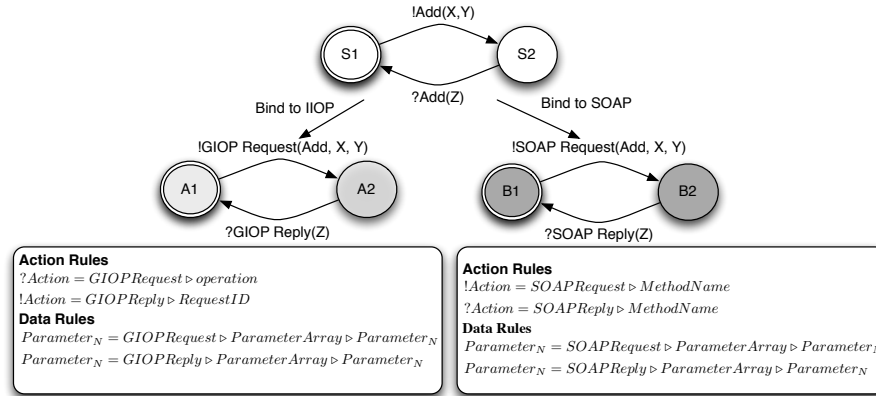 !Add(X,Y)
S1
S2
?Add(Z)
Bind to IIOP
Bind to SOAP
!GIOP Request(Add, X, Y)
A1
A2
?GIOP Reply(Z)
!SOAP Request(Add, X, Y)
B1
B2
?SOAP Reply(Z)
Action Rules
?Action = GIOPRequest ▹ operation
!Action = GIOPReply ▹ RequestID
Data Rules
Parameter_N = GIOPRequest ▹ ParameterArray ▹ Parameter_N
Parameter_N = GIOPReply ▹ ParameterArray ▹ Parameter_N
Action Rules
!Action = SOAPRequest ▹ MethodName
?Action = SOAPReply ▹ MethodName
Data Rules
Parameter_N = SOAPRequest ▹ ParameterArray ▹ Parameter_N
Parameter_N = SOAPReply ▹ ParameterArray ▹ Parameter_N